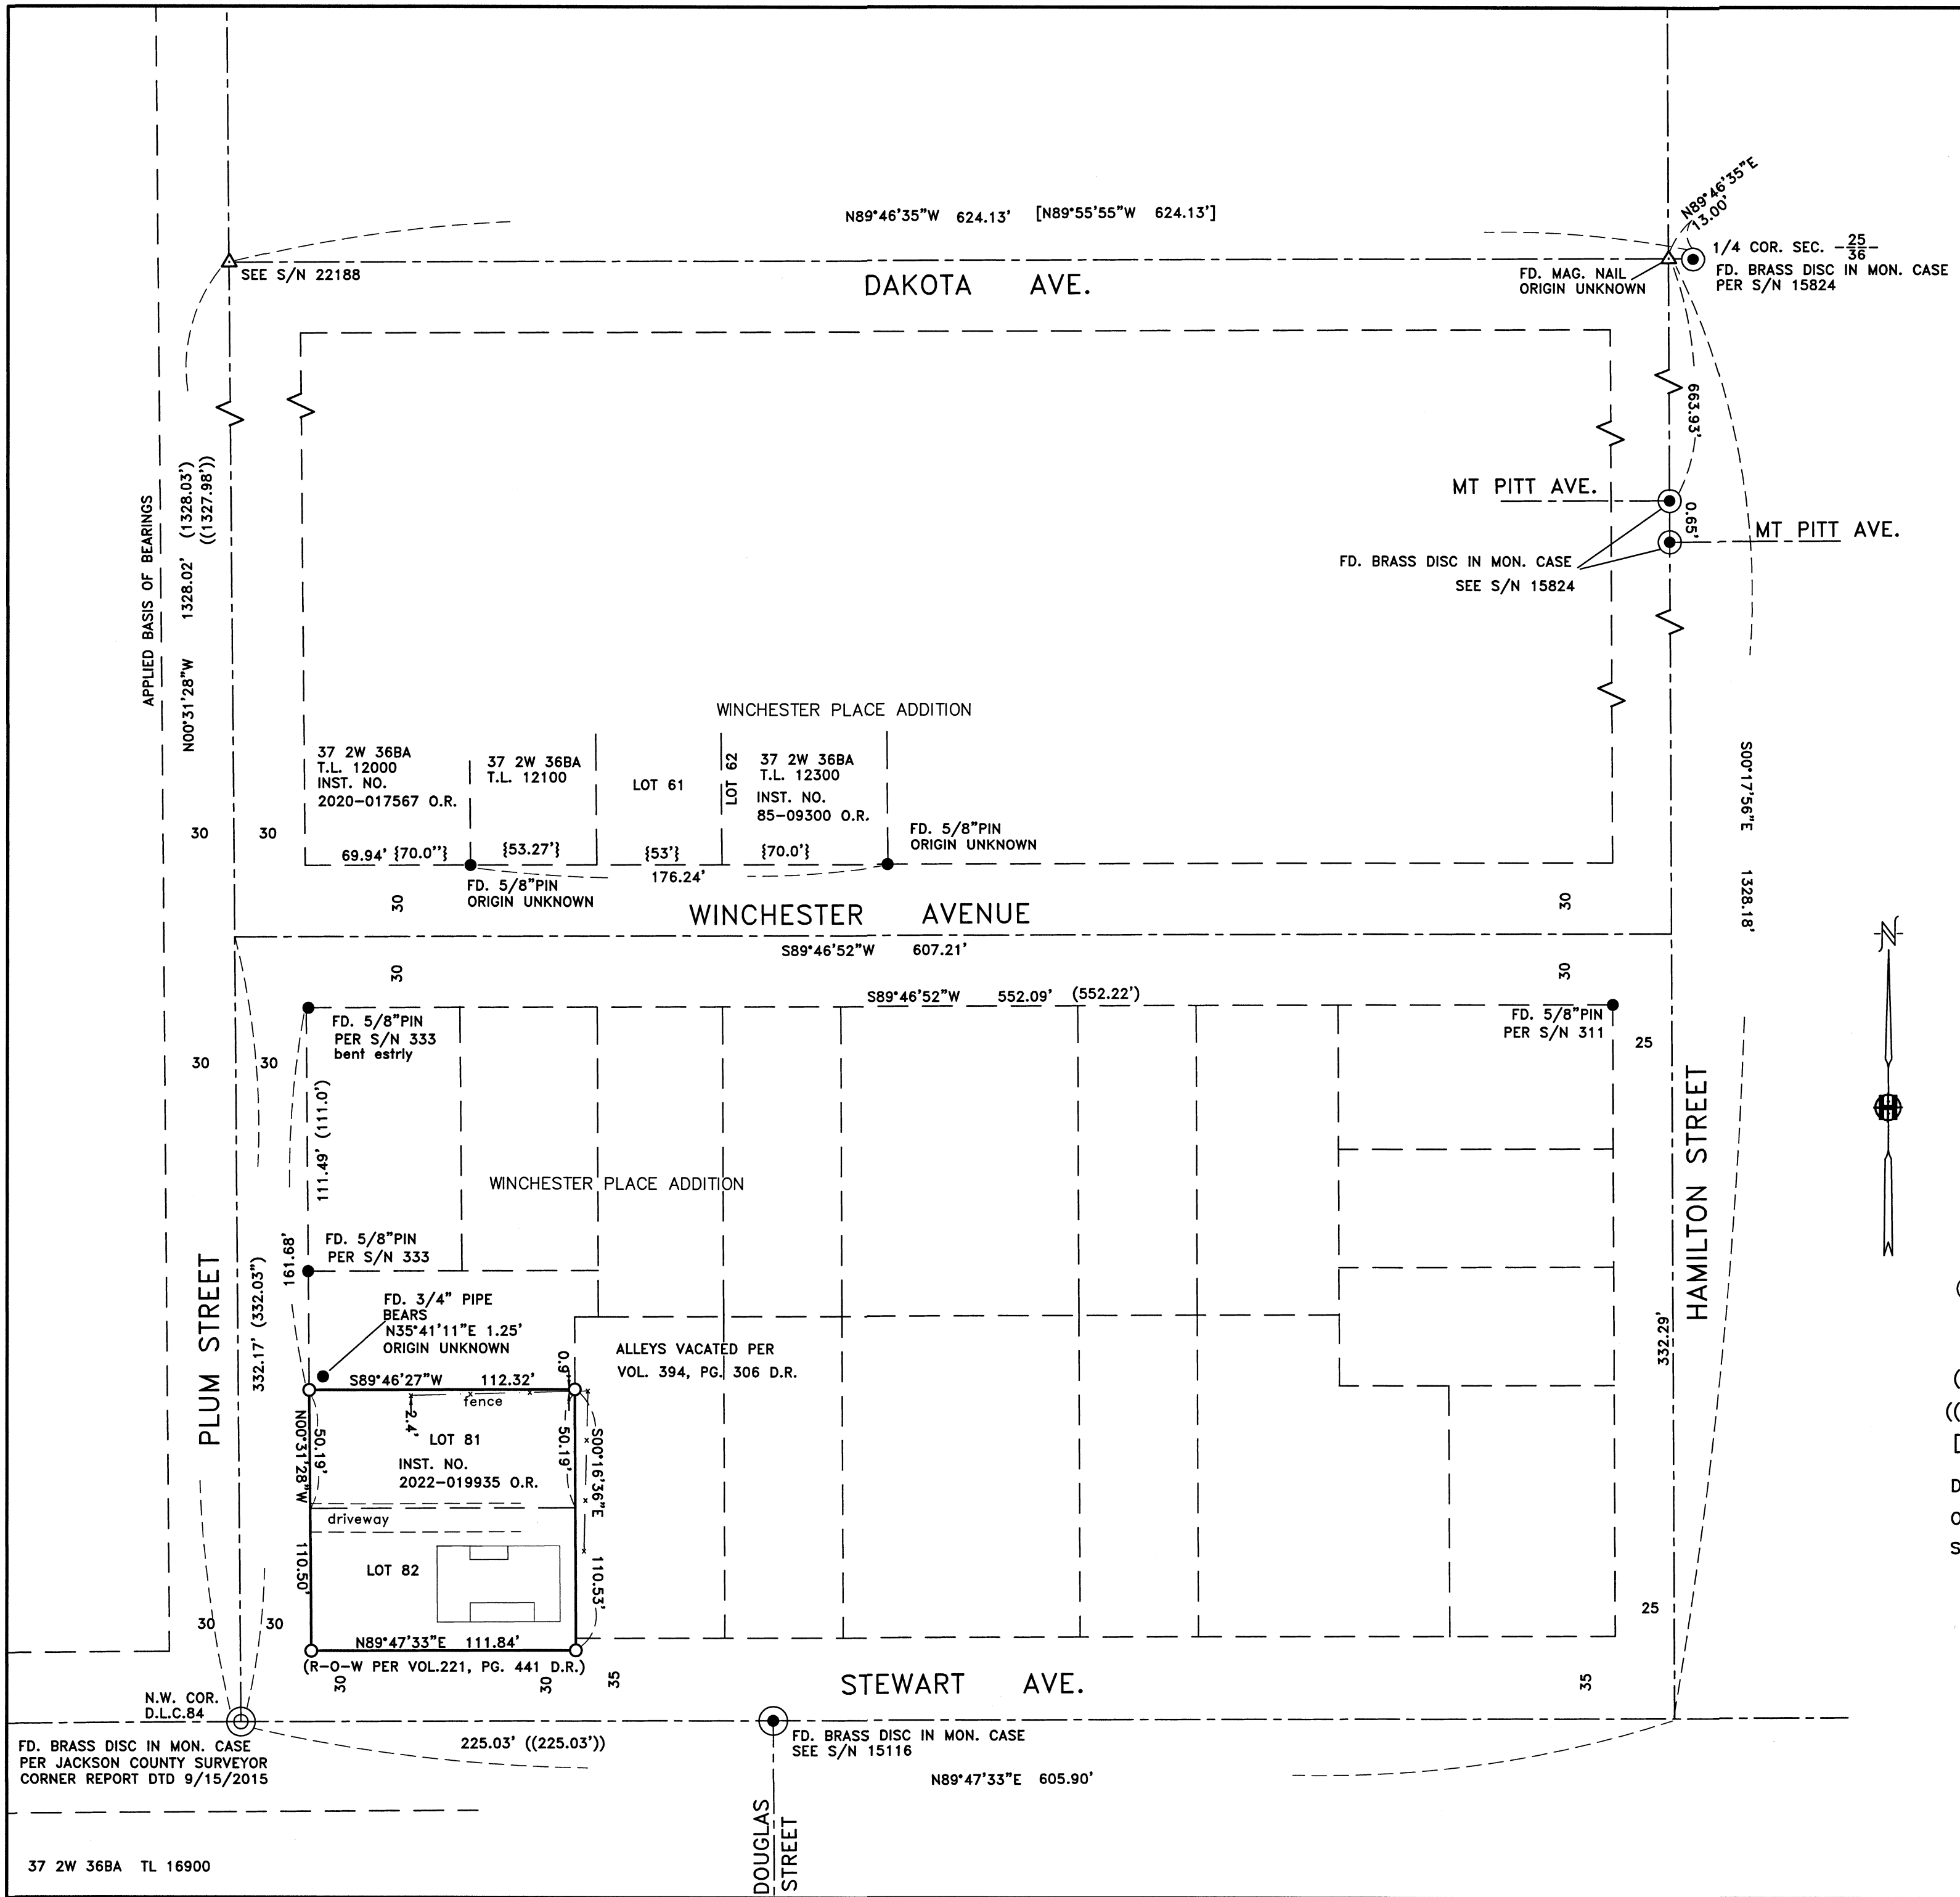 N89°46'35"W 624.13' [N89°55'55"W 624.13']
N89°46'35"E
13.00'
1/4 COR. SEC. 25
36
FD. BRASS DISC IN MON. CASE
PER S/N 15824
SEE S/N 22188
DAKOTA AVE.
FD. MAG. NAIL
ORIGIN UNKNOWN
663.93'
MT PITT AVE.
0.65'
MT PITT AVE.
FD. BRASS DISC IN MON. CASE
SEE S/N 15824
APPLIED BASIS OF BEARINGS
N00°31'28"W 1328.02' (1328.03')
((1327.98'))
S00°17'56"E 1328.18'
WINCHESTER PLACE ADDITION
37 2W 36BA
T.L. 12000
INST. NO.
2020-017567 O.R.
37 2W 36BA
T.L. 12100
LOT 61
LOT 62
37 2W 36BA
T.L. 12300
INST. NO.
85-09300 O.R.
30
30
69.94' {70.0"}
{53.27'}
{53'}
{70.0'}
FD. 5/8"PIN
ORIGIN UNKNOWN
176.24'
FD. 5/8"PIN
ORIGIN UNKNOWN
30
30
WINCHESTER AVENUE
S89°46'52"W 607.21'
30
30
S89°46'52"W 552.09' (552.22')
FD. 5/8"PIN
PER S/N 333
bent estrly
FD. 5/8"PIN
PER S/N 311
25
30
30
N
H
111.49' (111.0')
WINCHESTER PLACE ADDITION
HAMILTON STREET
332.29'
PLUM STREET
332.17' (332.03")
161.68'
FD. 5/8"PIN
PER S/N 333
FD. 3/4" PIPE
BEARS
N35°41'11"E 1.25'
ORIGIN UNKNOWN
ALLEYS VACATED PER
VOL. 394, PG. 306 D.R.
0.9'
S89°46'27"W 112.32'
fence
2.4'
LOT 81
INST. NO.
2022-019935 O.R.
N00°31'28"W 110.50'
50.19'
50.19'
S00°16'36"E 110.53'
driveway
LOT 82
30
30
25
N89°47'33"E 111.84'
(R-O-W PER VOL.221, PG. 441 D.R.)
30
30
35
STEWART AVE.
35
N.W. COR.
D.L.C.84
FD. BRASS DISC IN MON. CASE
PER JACKSON COUNTY SURVEYOR
CORNER REPORT DTD 9/15/2015
225.03' ((225.03'))
FD. BRASS DISC IN MON. CASE
SEE S/N 15116
N89°47'33"E 605.90'
DOUGLAS
STREET
37 2W 36BA TL 16900
(
(
((
[
D
O
S